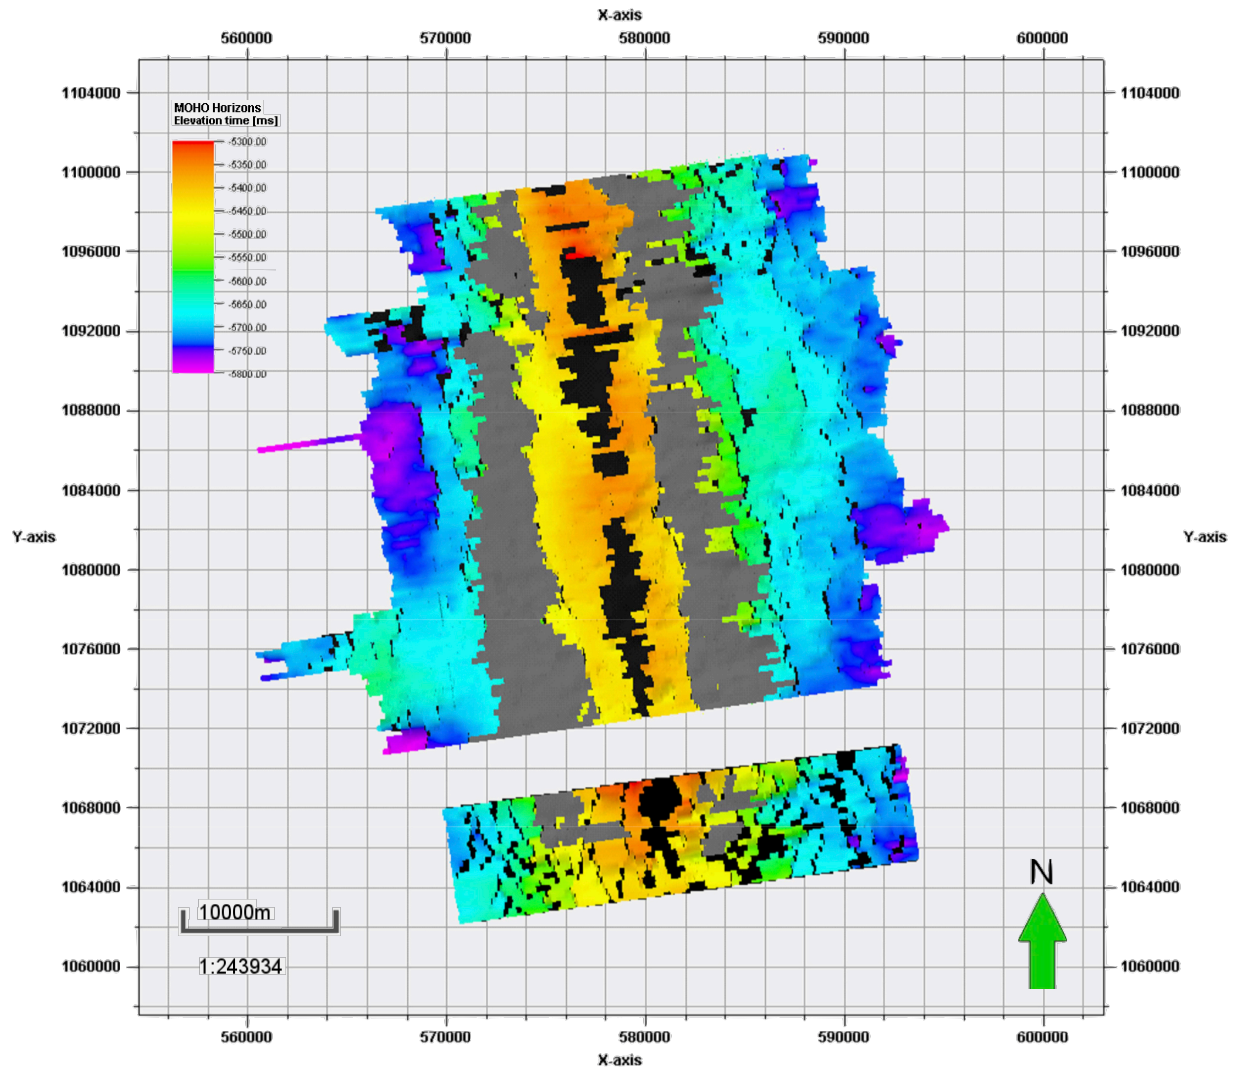 X-axis
560000 570000 580000 590000 600000
1104000 1104000
MOHO Horizons
Elevation time [ms]
-5300.00
-5350.00
-5400.00
-5450.00
-5500.00
-5550.00
-5600.00
-5650.00
-5700.00
-5750.00
-5800.00
1100000 1100000
1096000 1096000
1092000 1092000
1088000 1088000
1084000 1084000
Y-axis Y-axis
1080000 1080000
1076000 1076000
1072000 1072000
1068000 1068000
N
1064000 1064000
10000m
1:243934
1060000 1060000
560000 570000 580000 590000 600000
X-axis